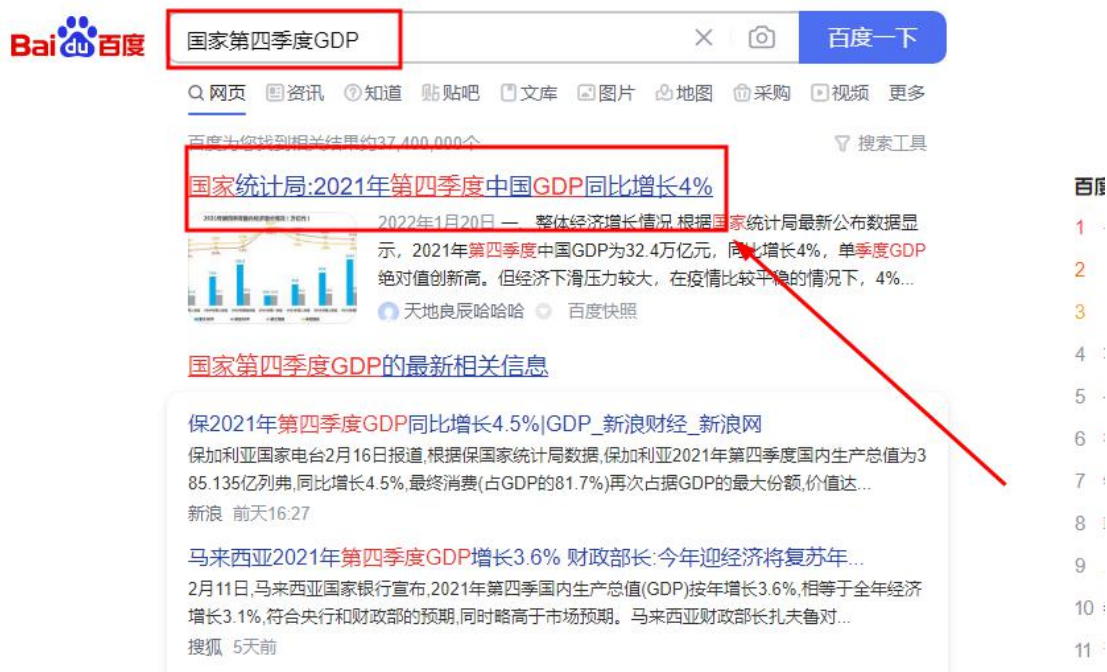 Bai du 百度
国家第四季度GDP
百度一下
网页 资讯 知道 贴吧 文库 图片 地图 采购 视频 更多
百度为您找到相关结果约37,400,000个
搜索工具
国家统计局:2021年第四季度中国GDP同比增长4%
2022年1月20日 一、整体经济增长情况 根据国家统计局最新公布数据显
示，2021年第四季度中国GDP为32.4万亿元，同比增长4%，单季度GDP
绝对值创新高。但经济下滑压力较大，在疫情比较平稳的情况下，4%...
天地良辰哈哈哈 百度快照
国家第四季度GDP的最新相关信息
保2021年第四季度GDP同比增长4.5%|GDP_新浪财经_新浪网
保加利亚国家电台2月16日报道,根据保国家统计局数据,保加利亚2021年第四季度国内生产总值为3
85.135亿列弗,同比增长4.5%,最终消费(占GDP的81.7%)再次占据GDP的最大份额,价值达...
新浪 前天16:27
马来西亚2021年第四季度GDP增长3.6% 财政部长:今年迎经济将复苏年...
2月11日,马来西亚国家银行宣布,2021年第四季国内生产总值(GDP)按年增长3.6%,相等于全年经济
增长3.1%,符合央行和财政部的预期,同时略高于市场预期。马来西亚财政部长扎夫鲁对...
搜狐 5天前
百度
1
2
3
4
5
6
7
8
9
10
11